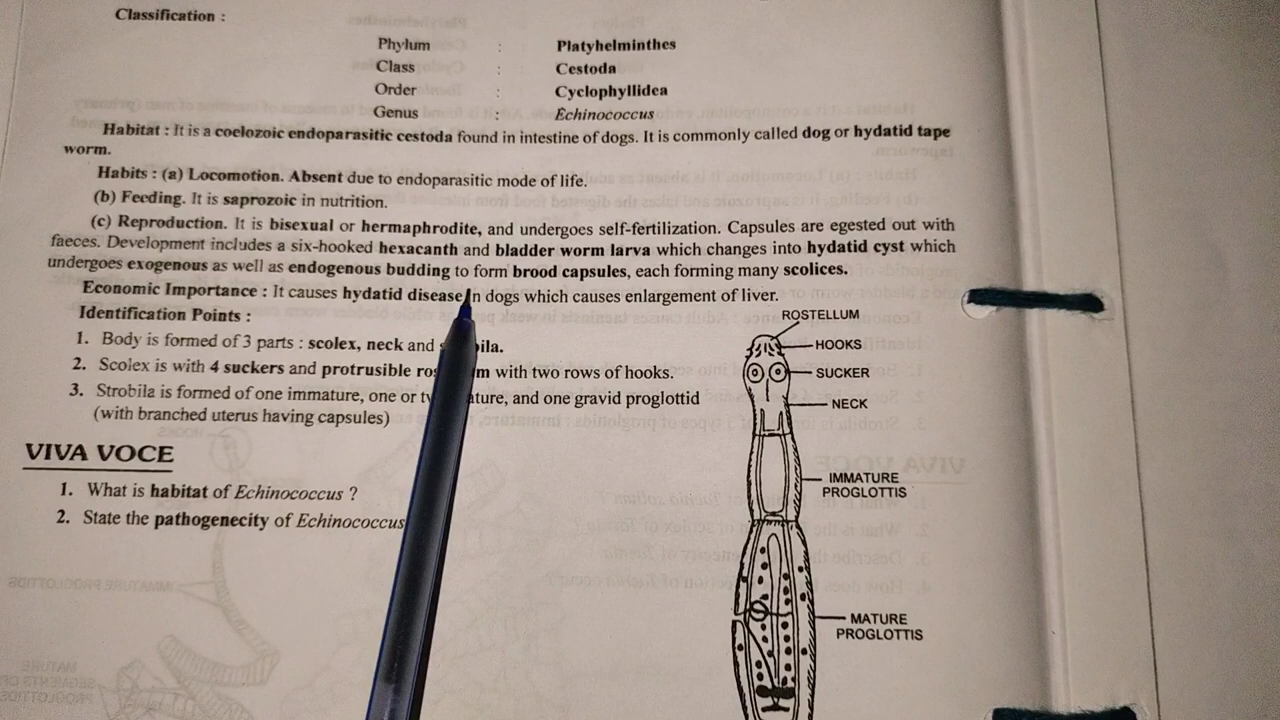 Classification :
Phylum : Platyhelminthes
Class : Cestoda
Order : Cyclophyllidea
Genus : Echinococcus
Habitat : It is a coelozoic endoparasitic cestoda found in intestine of dogs. It is commonly called dog or hydatid tape
worm.
Habits : (a) Locomotion. Absent due to endoparasitic mode of life.
(b) Feeding. It is saprozoic in nutrition.
(c) Reproduction. It is bisexual or hermaphrodite, and undergoes self-fertilization. Capsules are egested out with
faeces. Development includes a six-hooked hexacanth and bladder worm larva which changes into hydatid cyst which
undergoes exogenous as well as endogenous budding to form brood capsules, each forming many scolices.
Economic Importance : It causes hydatid disease in dogs which causes enlargement of liver.
Identification Points :
1. Body is formed of 3 parts : scolex, neck and
2. Scolex is with 4 suckers and protrusible with two rows of hooks.
3. Strobila is formed of one immature, one or and one gravid proglottid
(with branched uterus having capsules)
VIVA VOCE
1. What is habitat of Echinococcus ?
2. State the pathogenecity of Echinococcus
ROSTELLUM
HOOKS
SUCKER
NECK
IMMATURE
PROGLOTTIS
MATURE
PROGLOTTIS